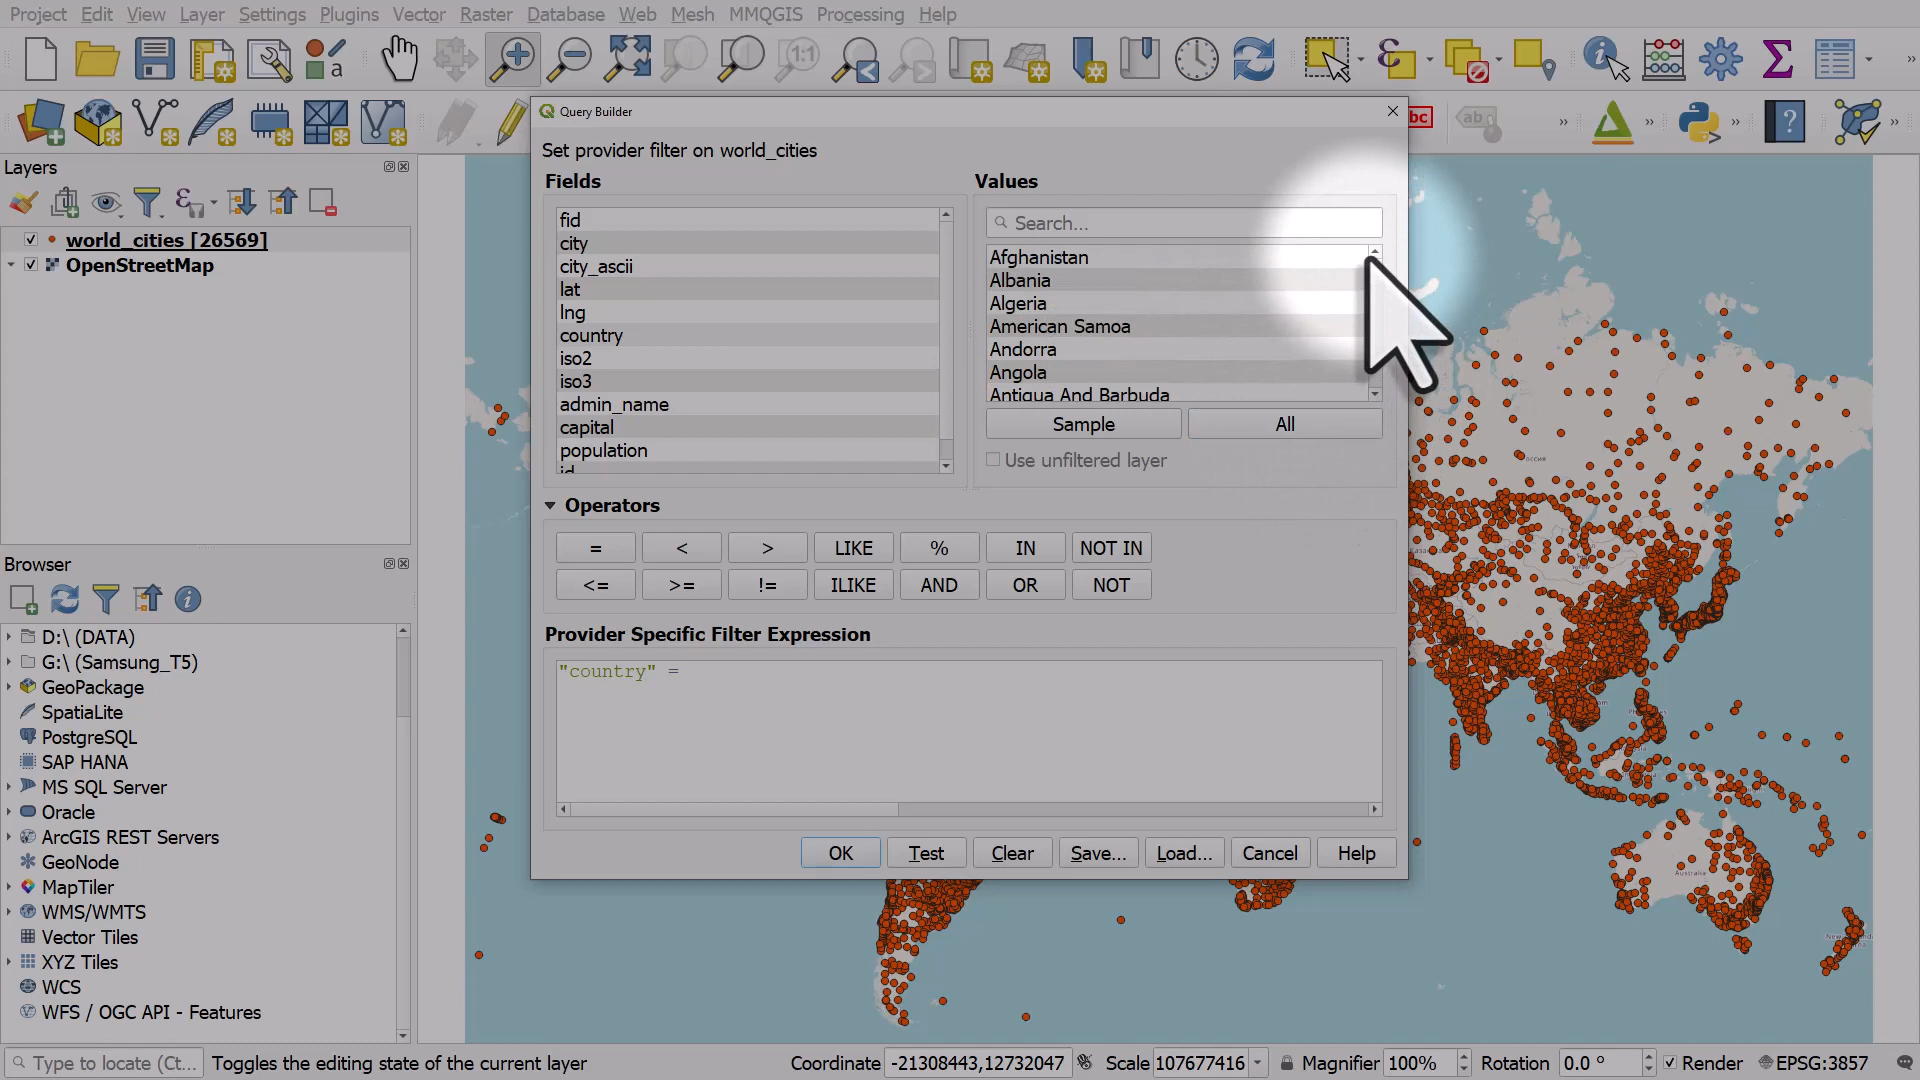 Project Edit View Layer Settings Plugins Vector Raster Database Web Mesh MMQGIS Processing Help
Query Builder
Set provider filter on world_cities
Layers
world_cities [26569]
OpenStreetMap
Fields
fid
city
city_ascii
lat
lng
country
iso2
iso3
admin_name
capital
population
id
Values
Search...
Afghanistan
Albania
Algeria
American Samoa
Andorra
Angola
Antigua And Barbuda
Sample All
Use unfiltered layer
Operators
= < > LIKE % IN NOT IN
<= >= != ILIKE AND OR NOT
Provider Specific Filter Expression
"country" =
OK Test Clear Save... Load... Cancel Help
Browser
D:\ (DATA)
G:\ (Samsung_T5)
GeoPackage
SpatiaLite
PostgreSQL
SAP HANA
MS SQL Server
Oracle
ArcGIS REST Servers
GeoNode
MapTiler
WMS/WMTS
Vector Tiles
XYZ Tiles
WCS
WFS / OGC API - Features
Australia
Type to locate (Ct... Toggles the editing state of the current layer Coordinate -21308443,12732047 Scale 107677416 Magnifier 100% Rotation 0.0 ° Render EPSG:3857